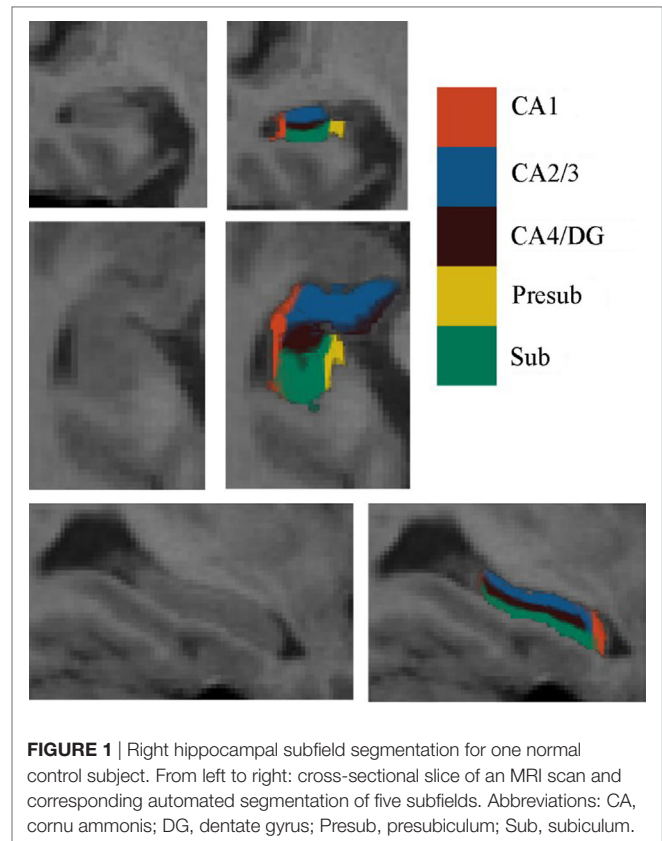 CA1
CA2/3
CA4/DG
Presub
Sub
FIGURE 1 | Right hippocampal subfield segmentation for one normal
control subject. From left to right: cross-sectional slice of an MRI scan and
corresponding automated segmentation of five subfields. Abbreviations: CA,
cornu ammonis; DG, dentate gyrus; Presub, presubiculum; Sub, subiculum.